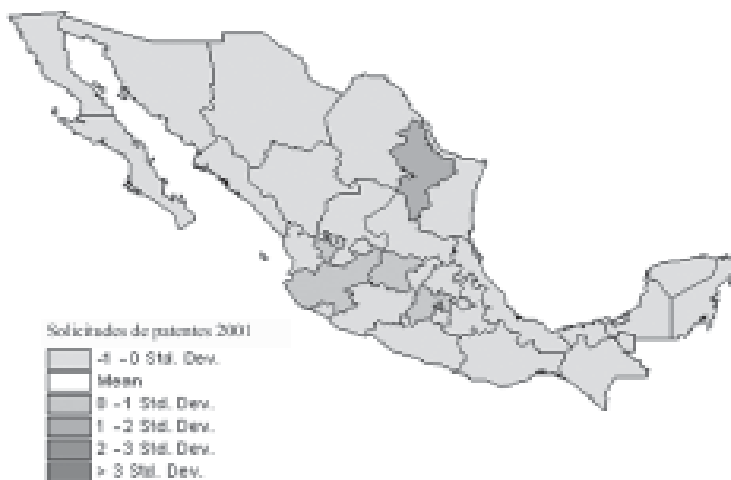 Solicitudes de patentes 2001
-1 -0 Std. Dev.
Mean
0 -1 Std. Dev.
1 -2 Std. Dev.
2 -3 Std. Dev.
> 3 Std. Dev.